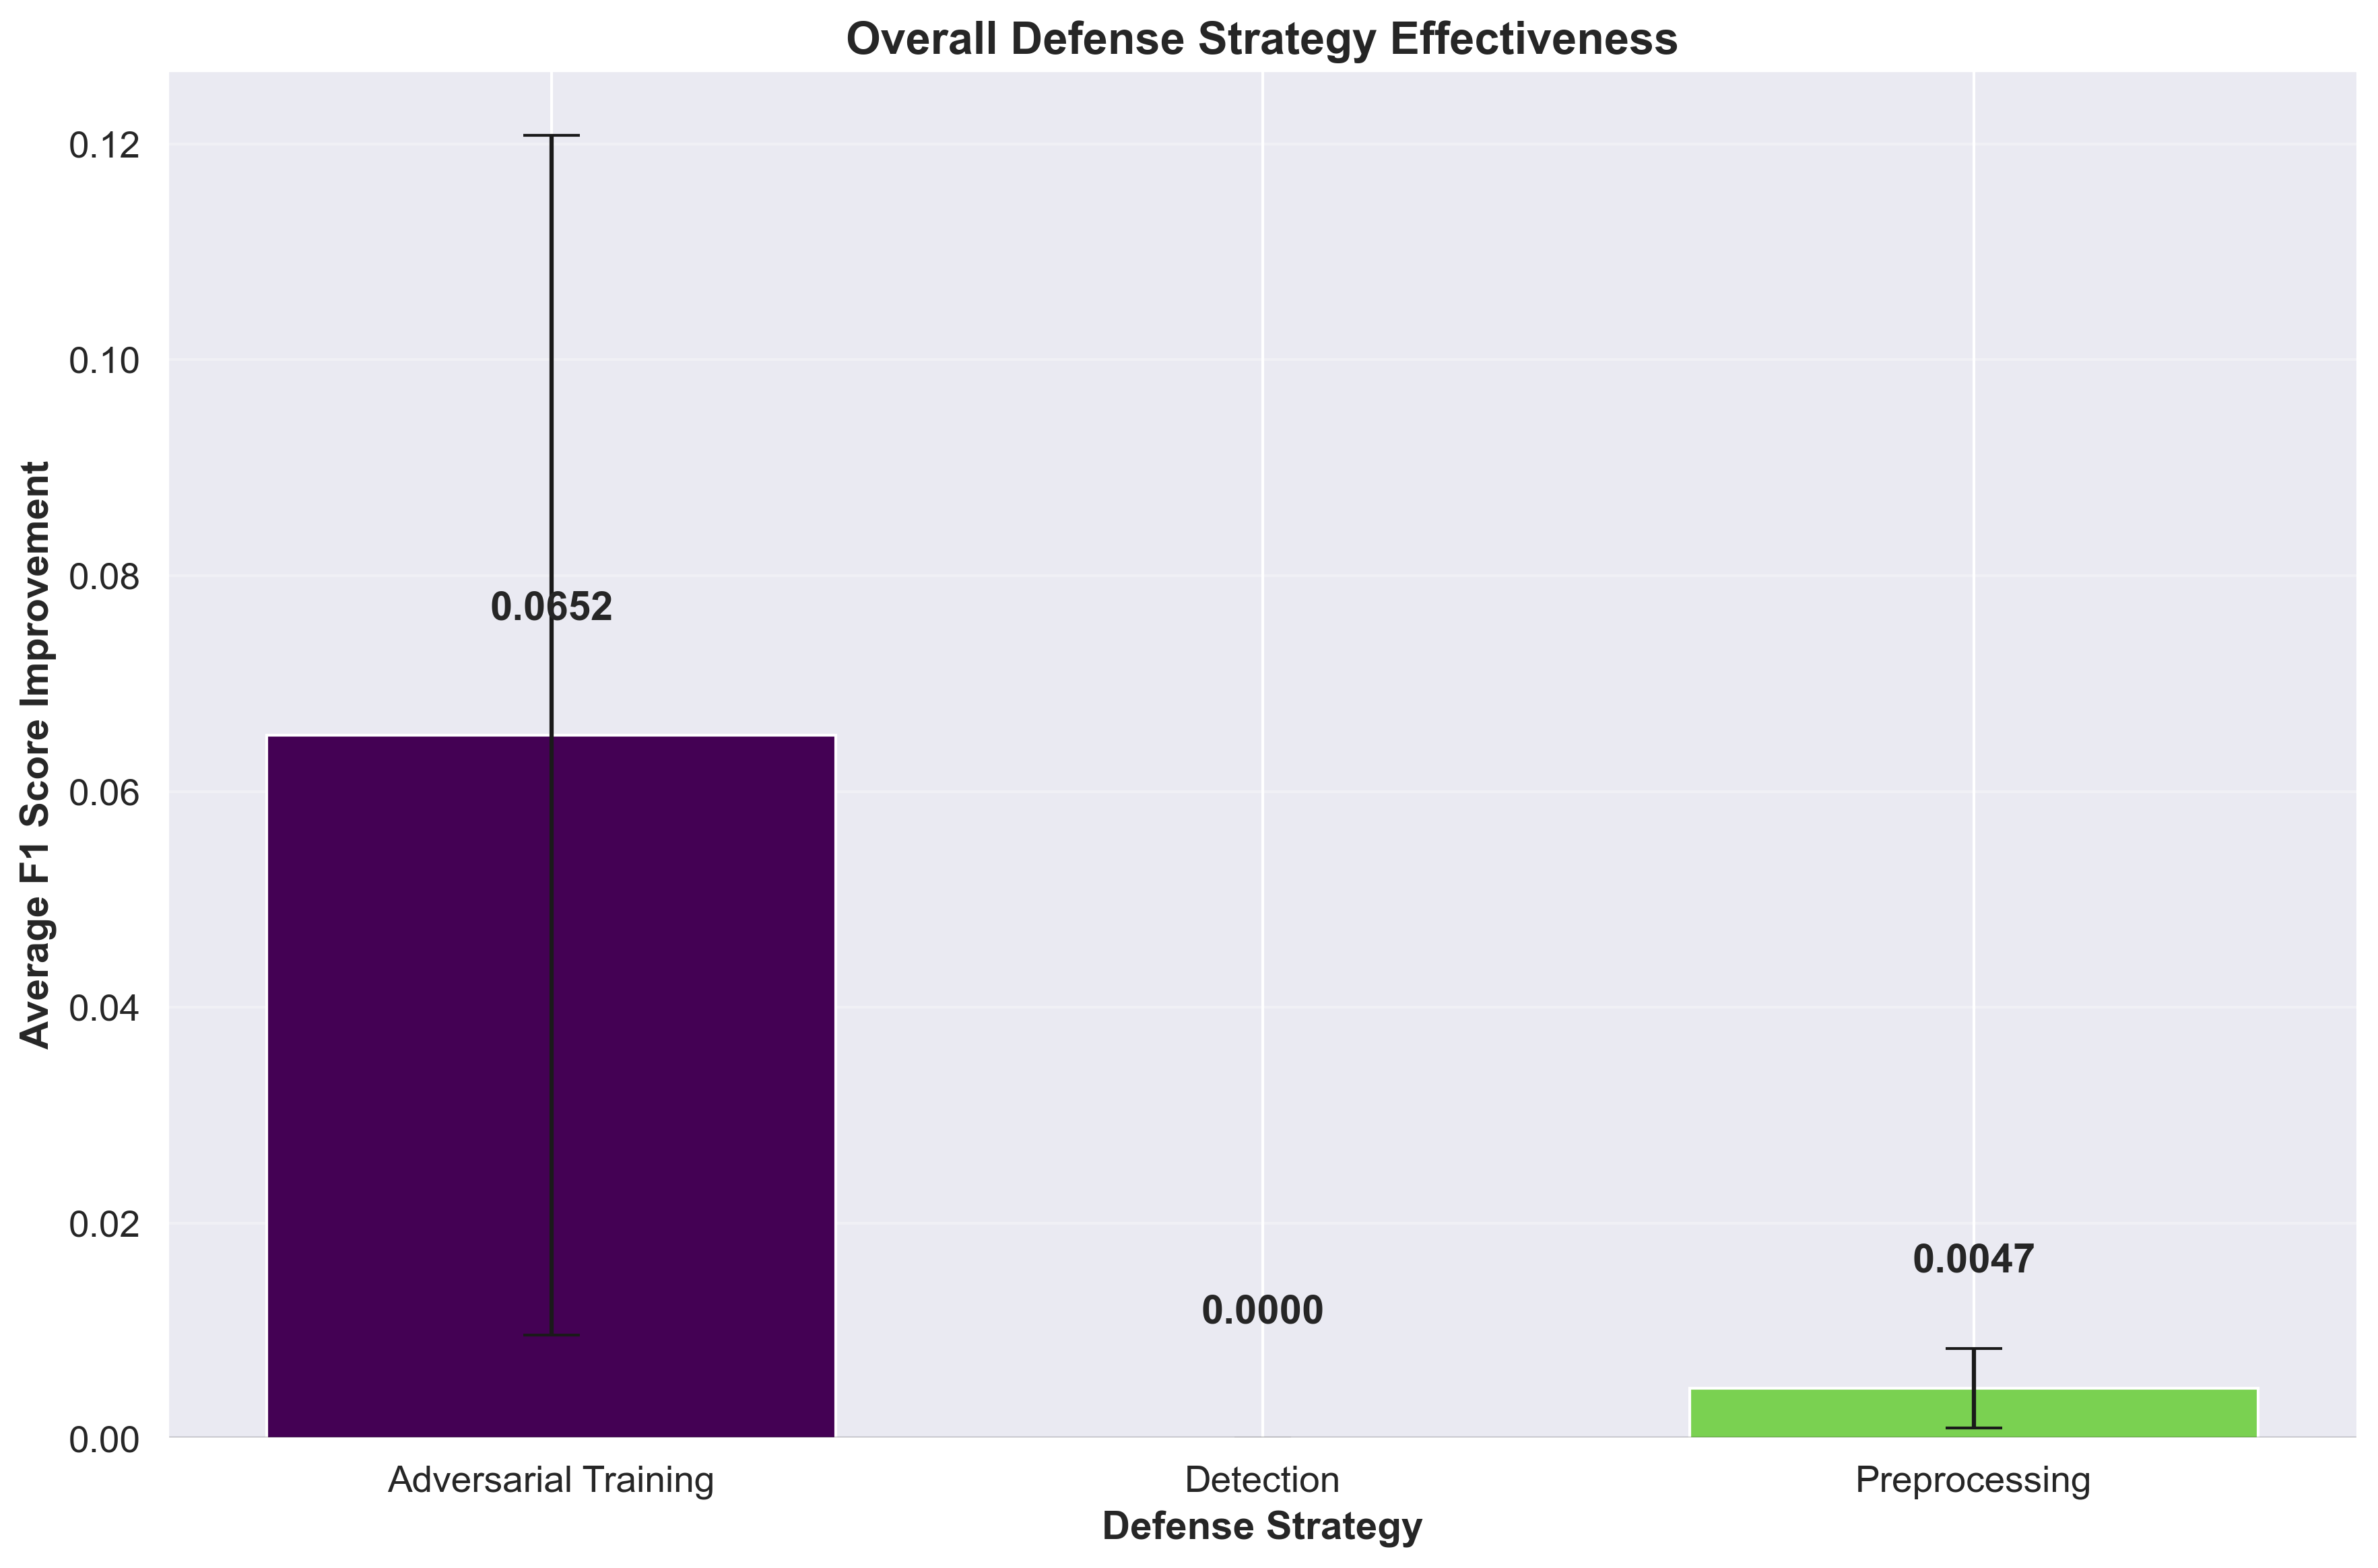 Overall Defense Strategy Effectiveness
Average F1 Score Improvement
0.12
0.10
0.08
0.06
0.04
0.02
0.00
0.0652
0.0000
0.0047
Adversarial Training
Detection
Preprocessing
Defense Strategy